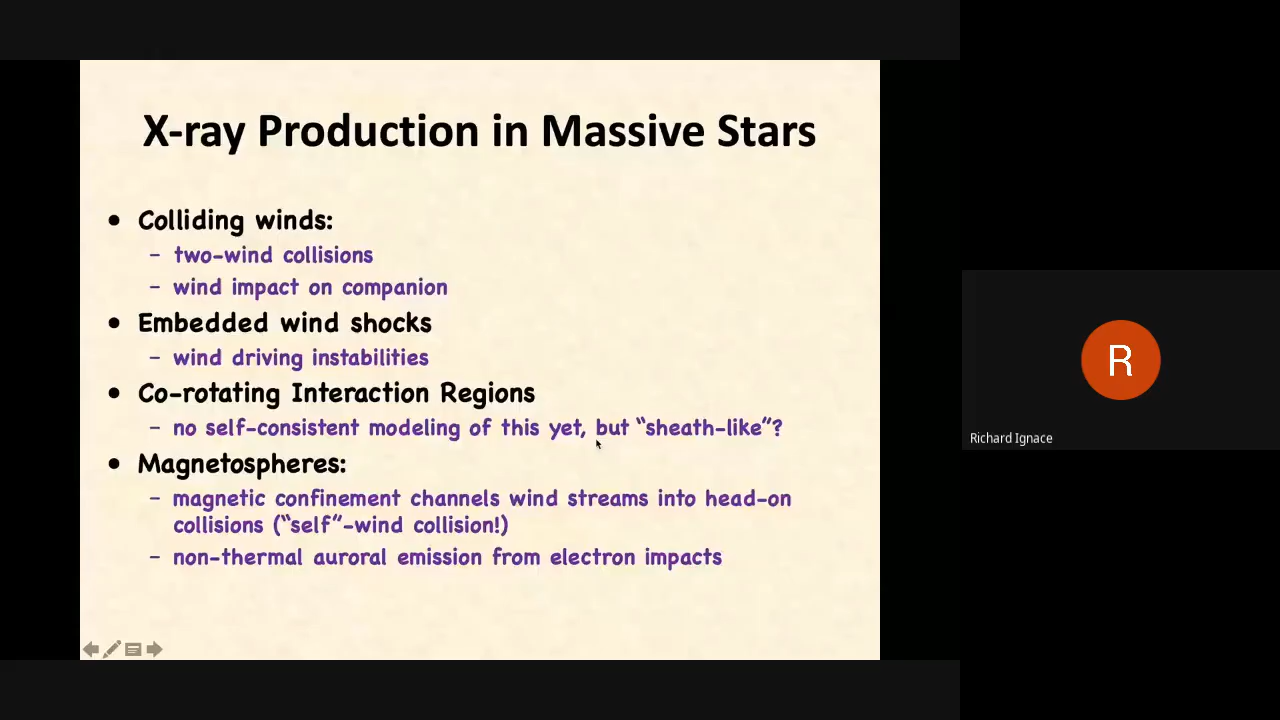 X-ray Production in Massive Stars
• Colliding winds:
– two-wind collisions
– wind impact on companion
• Embedded wind shocks
– wind driving instabilities
• Co-rotating Interaction Regions
– no self-consistent modeling of this yet, but “sheath-like”?
• Magnetospheres:
– magnetic confinement channels wind streams into head-on
collisions (“self”-wind collision!)
– non-thermal auroral emission from electron impacts
R
Richard Ignace